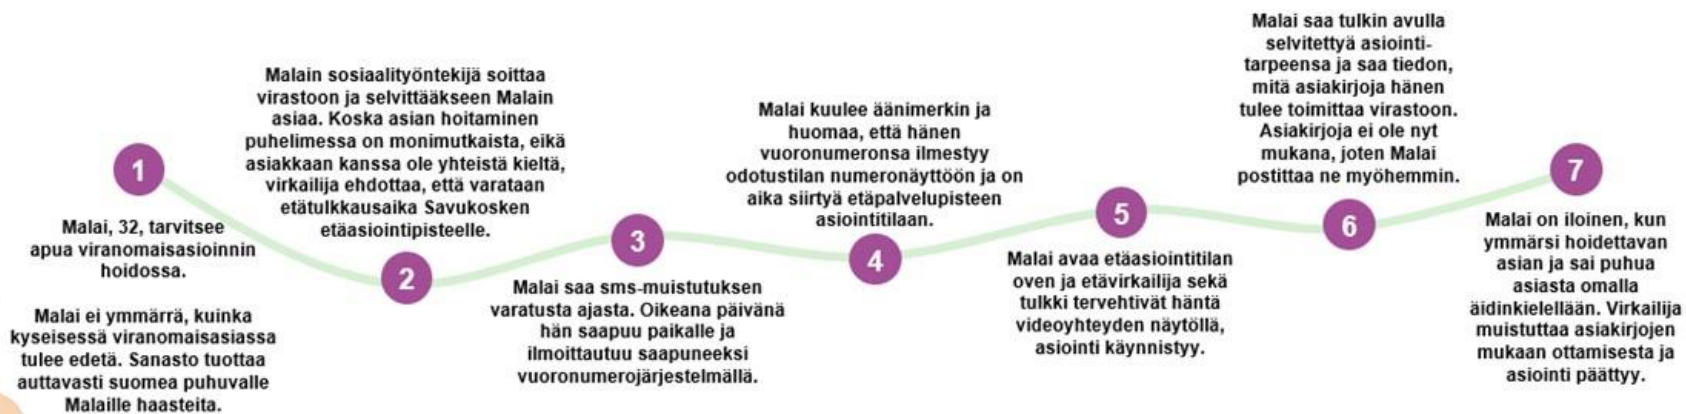 1
Malai, 32, tarvitsee
apua viranomaisasioinnin
hoidossa.
Malai ei ymmärrä, kuinka
kyseisessä viranomaisasiassa
tulee edetä. Sanasto tuottaa
auttavasti suomea puhuvalle
Malaille haasteita.
Malain sosiaalityöntekijä soittaa
virastoon ja selvittääkseen Malain
asiaa. Koska asian hoitaminen
puhelimessa on monimutkaista, eikä
asiakkaan kanssa ole yhteistä kieltä,
virkailija ehdottaa, että varataan
etätulkkausaika Savukosken
etäasiointipisteelle.
2
3
Malai saa sms-muistutuksen
varatusta ajasta. Oikeana päivänä
hän saapuu paikalle ja
ilmoittautuu saapuneeksi
vuoronumerojärjestelmällä.
Malai kuulee äänimerkin ja
huomaa, että hänen
vuoronumeronsa ilmestyy
odotustilan numeronäyttöön ja on
aika siirtyä etäpalvelupisteen
asiointitilaan.
4
5
Malai avaa etäasiointitilan
oven ja etävirkailija sekä
tulkki tervehtivät häntä
videoyhteyden näytöllä,
asiointi käynnistyy.
Malai saa tulkin avulla
selvitettyä asiointi-
tarpeensa ja saa tiedon,
mitä asiakirjoja hänen
tulee toimittaa virastoon.
Asiakirjoja ei ole nyt
mukana, joten Malai
postittaa ne myöhemmin.
6
7
Malai on iloinen, kun
ymmärsi hoidettavan
asian ja sai puhua
asiasta omalla
äidinkielellään. Virkailija
muistuttaa asiakirjojen
mukaan ottamisesta ja
asiointi päättyy.